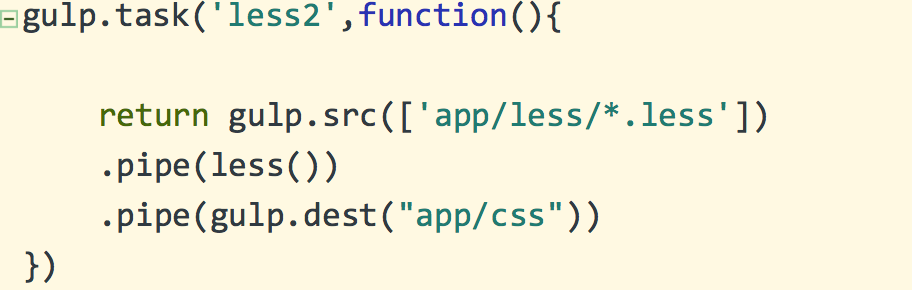 gulp.task('less2',function(){
return gulp.src(['app/less/*.less'])
.pipe(less())
.pipe(gulp.dest("app/css"))
})